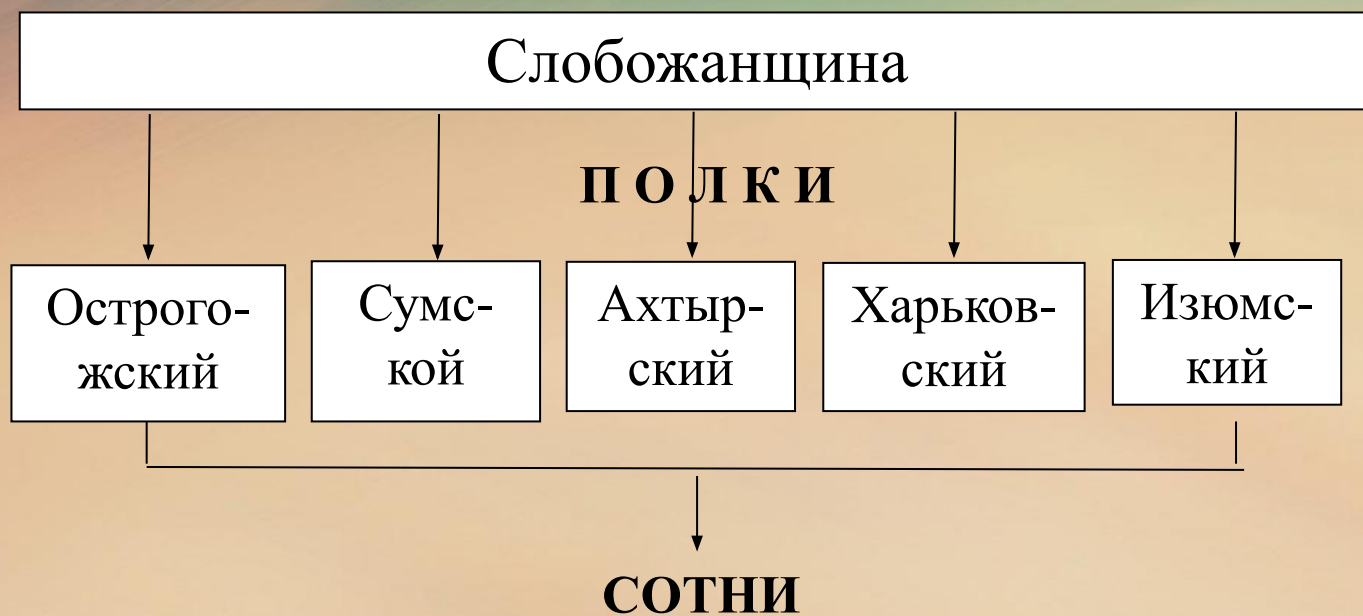 Слобожанщина
П О Л К И
Острого-
жский
Сумс-
кой
Ахтыр-
ский
Харьков-
ский
Изюмс-
кий
СОТНИ